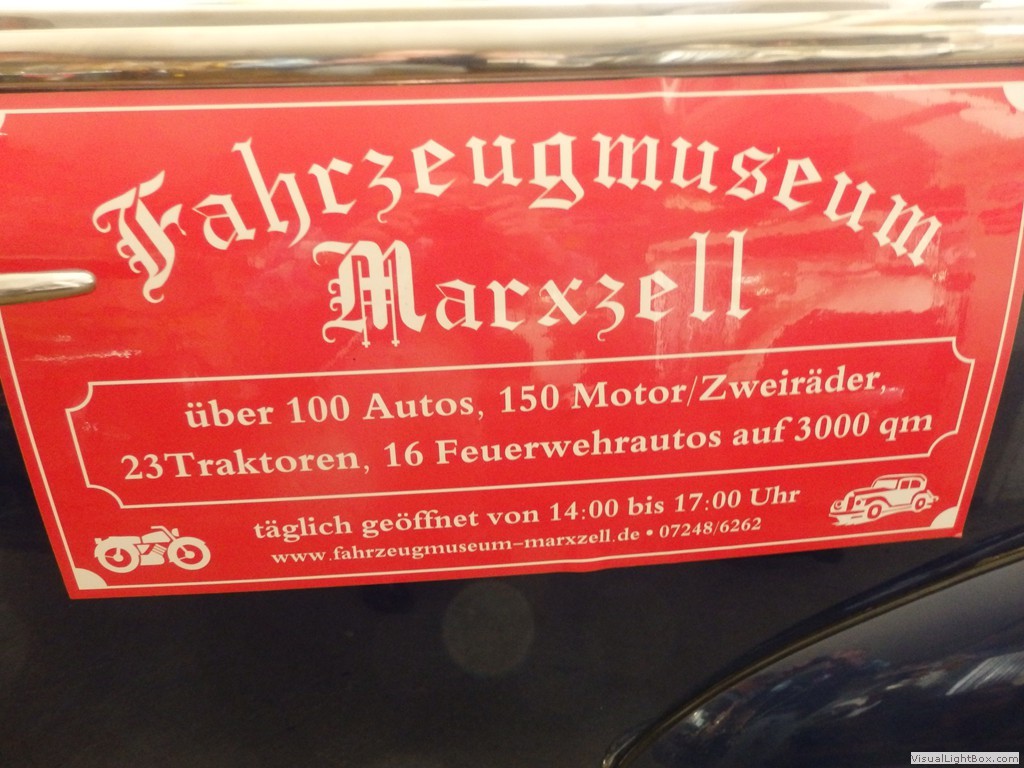 Fahrzeugmuseum
Marxzell
über 100 Autos, 150 Motor/Zweiräder,
23Traktoren, 16 Feuerwehrautos auf 3000 qm
täglich geöffnet von 14:00 bis 17:00 Uhr
www.fahrzeugmuseum-marxzell.de • 07248/6262
VisualLightBox.com